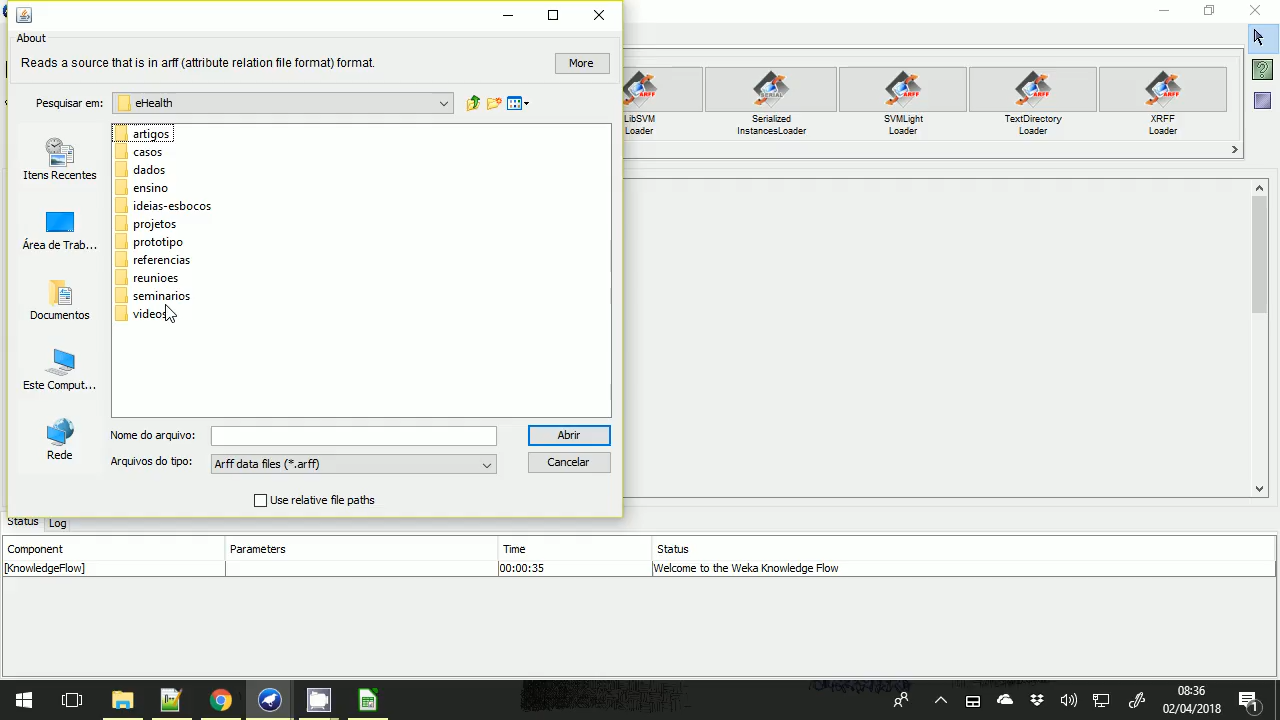 About
Reads a source that is in arff (attribute relation file format) format.
More
Pesquisar em:
eHealth
artigos
casos
dados
ensino
ideias-esbocos
projetos
prototipo
referencias
reunioes
seminarios
videos
Itens Recentes
Área de Trab...
Documentos
Este Comput...
Rede
Nome do arquivo:
Abrir
Arquivos do tipo:
Arff data files (*.arff)
Cancelar
Use relative file paths
LibSVM
Loader
Serialized
InstancesLoader
SVMLight
Loader
TextDirectory
Loader
XRFF
Loader
Status
Log
Component
Parameters
Time
Status
[KnowledgeFlow]
00:00:35
Welcome to the Weka Knowledge Flow
08:36
02/04/2018